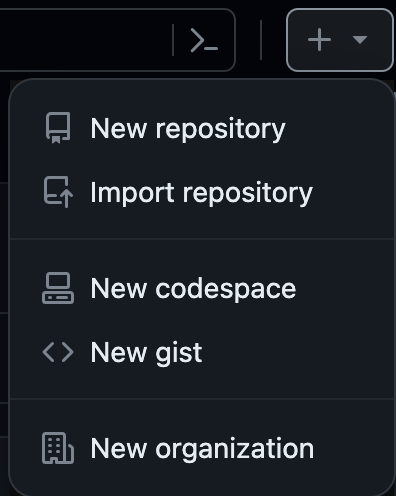 New repository
Import repository
New codespace
New gist
New organization